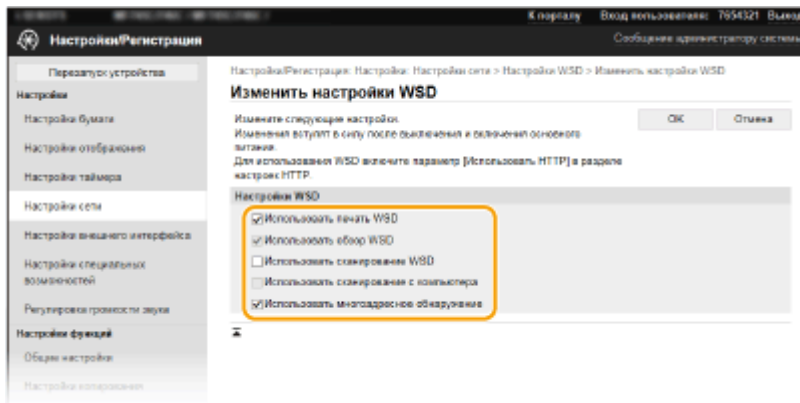 К порталу Вход пользователя: 7654321 Выход
Настройки/Регистрация
Сообщение администратору системы
Перезапуск устройства
Настройки
Настройки бумаги
Настройки отображения
Настройки таймера
Настройки сети
Настройки внешнего интерфейса
Настройки специальных
возможностей
Регулировка громкости звука
Настройки функций
Общие настройки
Настройки копирования
Настройки/Регистрация: Настройки: Настройки сети > Настройки WSD > Изменить настройки WSD
Изменить настройки WSD
Измените следующие настройки.
Изменения вступят в силу после выключения и включения основного
питания.
Для использования WSD включите параметр [Использовать HTTP] в разделе
настроек HTTP.
OK Отмена
Настройки WSD
Использовать печать WSD
Использовать обзор WSD
Использовать сканирование WSD
Использовать сканирование с компьютера
Использовать многоадресное обнаружение